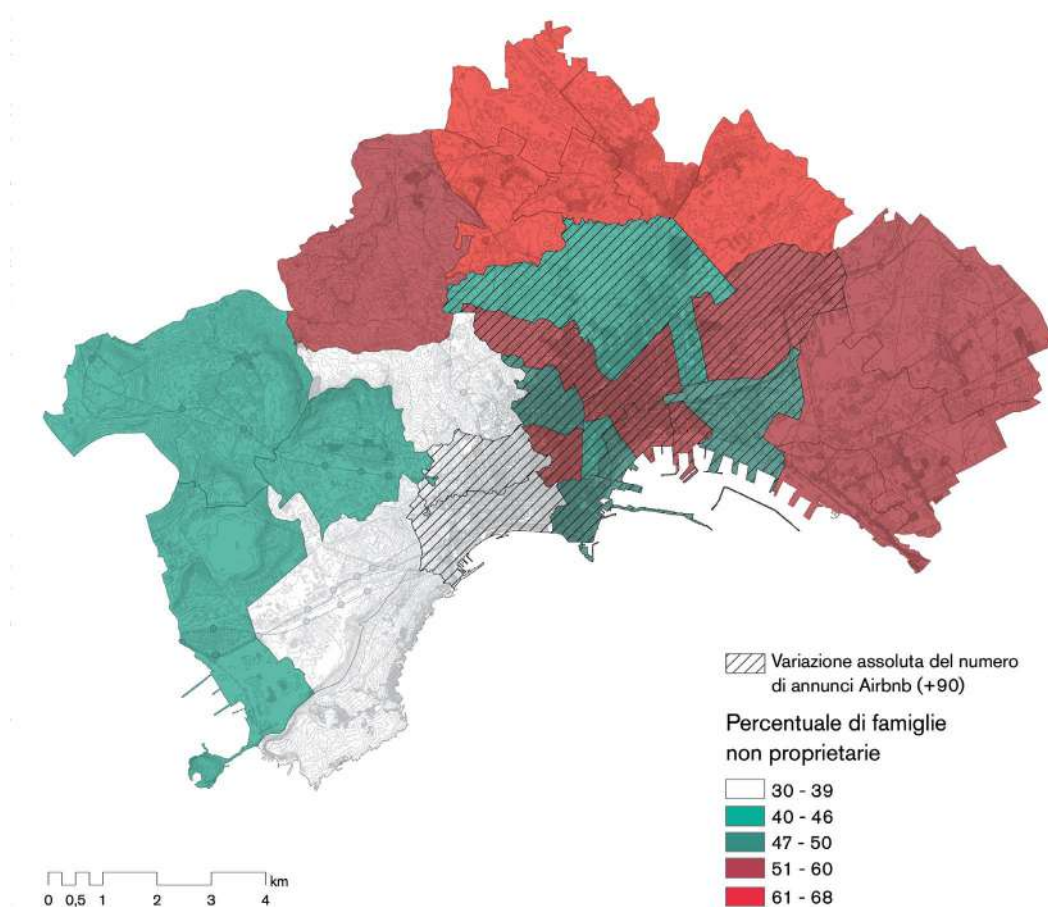 Variazione assoluta del numero
di annunci Airbnb (+90)
Percentuale di famiglie
non proprietarie
30 - 39
40 - 46
47 - 50
51 - 60
61 - 68
km
0 0,5 1 2 3 4